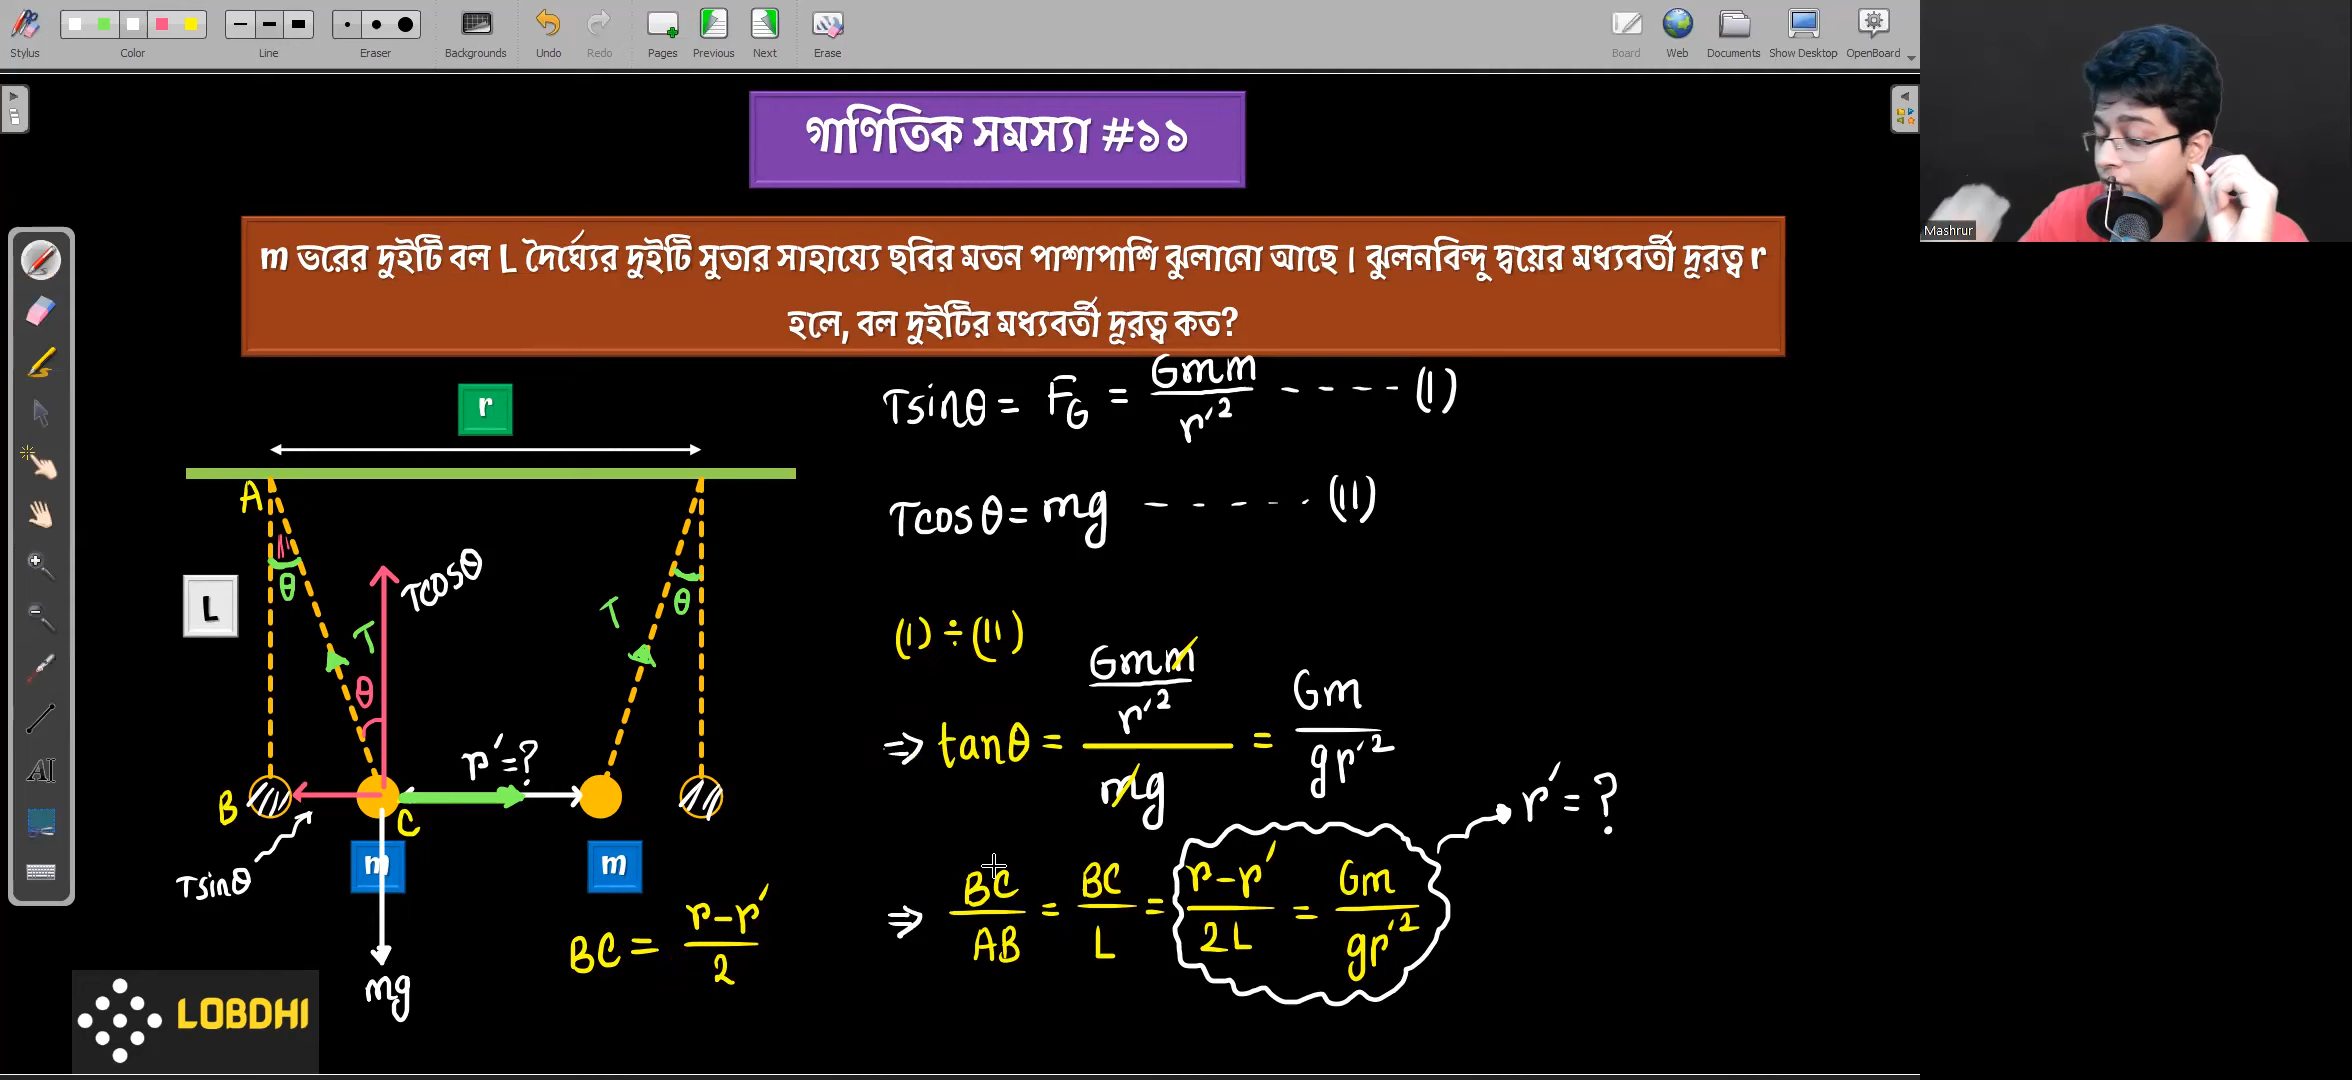 Stylus
Color
Line
Eraser
Backgrounds
Undo
Redo
Pages
Previous
Next
Erase
Board
Web
Documents
Show Desktop
OpenBoard
Mashrur
গাণিতিক সমস্যা #১১
m ভরের দুইটি বল L দৈর্ঘ্যের দুইটি সুতার সাহায্যে ছবির মতন পাশাপাশি ঝুলানো আছে। ঝুলনবিন্দু দ্বয়ের মধ্যবর্তী দূরত্ব r
হলে, বল দুইটির মধ্যবর্তী দূরত্ব কত?
r
A
θ
L
T
θ
Tcosθ
T
θ
r'=?
B
C
Tsinθ
m
m
mg
BC = (r-r')/2
Tsinθ = F_G = Gmm/r'² ---- (I)
Tcosθ = mg ----- (II)
(I) ÷ (II)
⇒ tanθ = (Gmm/r'²)/mg = Gm/gr'²
⇒ BC/AB = BC/L = (r-r')/2L = Gm/gr'²
r' = ?
AI
LOBDHI